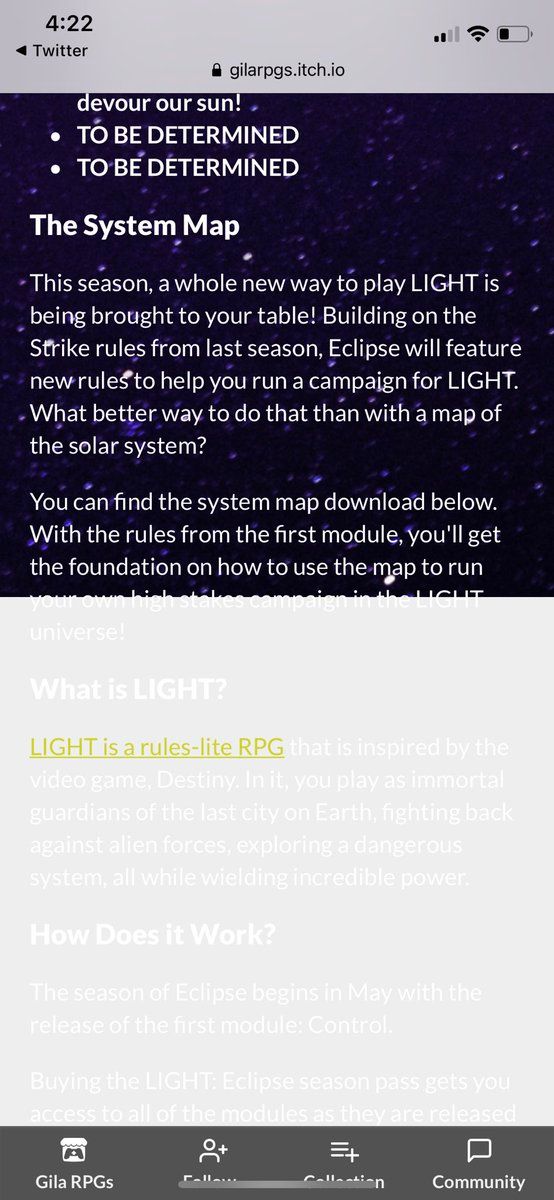 4:22
◀ Twitter
gilarpgs.itch.io
devour our sun!
• TO BE DETERMINED
• TO BE DETERMINED
The System Map
This season, a whole new way to play LIGHT is
being brought to your table! Building on the
Strike rules from last season, Eclipse will feature
new rules to help you run a campaign for LIGHT.
What better way to do that than with a map of
the solar system?
You can find the system map download below.
With the rules from the first module, you'll get
the foundation on how to use the map to run
your own high stakes campaign in the LIGHT
universe!
What is LIGHT?
LIGHT is a rules-lite RPG that is inspired by the
video game, Destiny. In it, you play as immortal
guardians of the last city on Earth, fighting back
against alien forces, exploring a dangerous
system, all while wielding incredible power.
How Does it Work?
The season of Eclipse begins in May with the
release of the first module: Control.
Buying the LIGHT: Eclipse season pass gets you
access to all of the modules as they are released
Gila RPGs Follow Collection Community